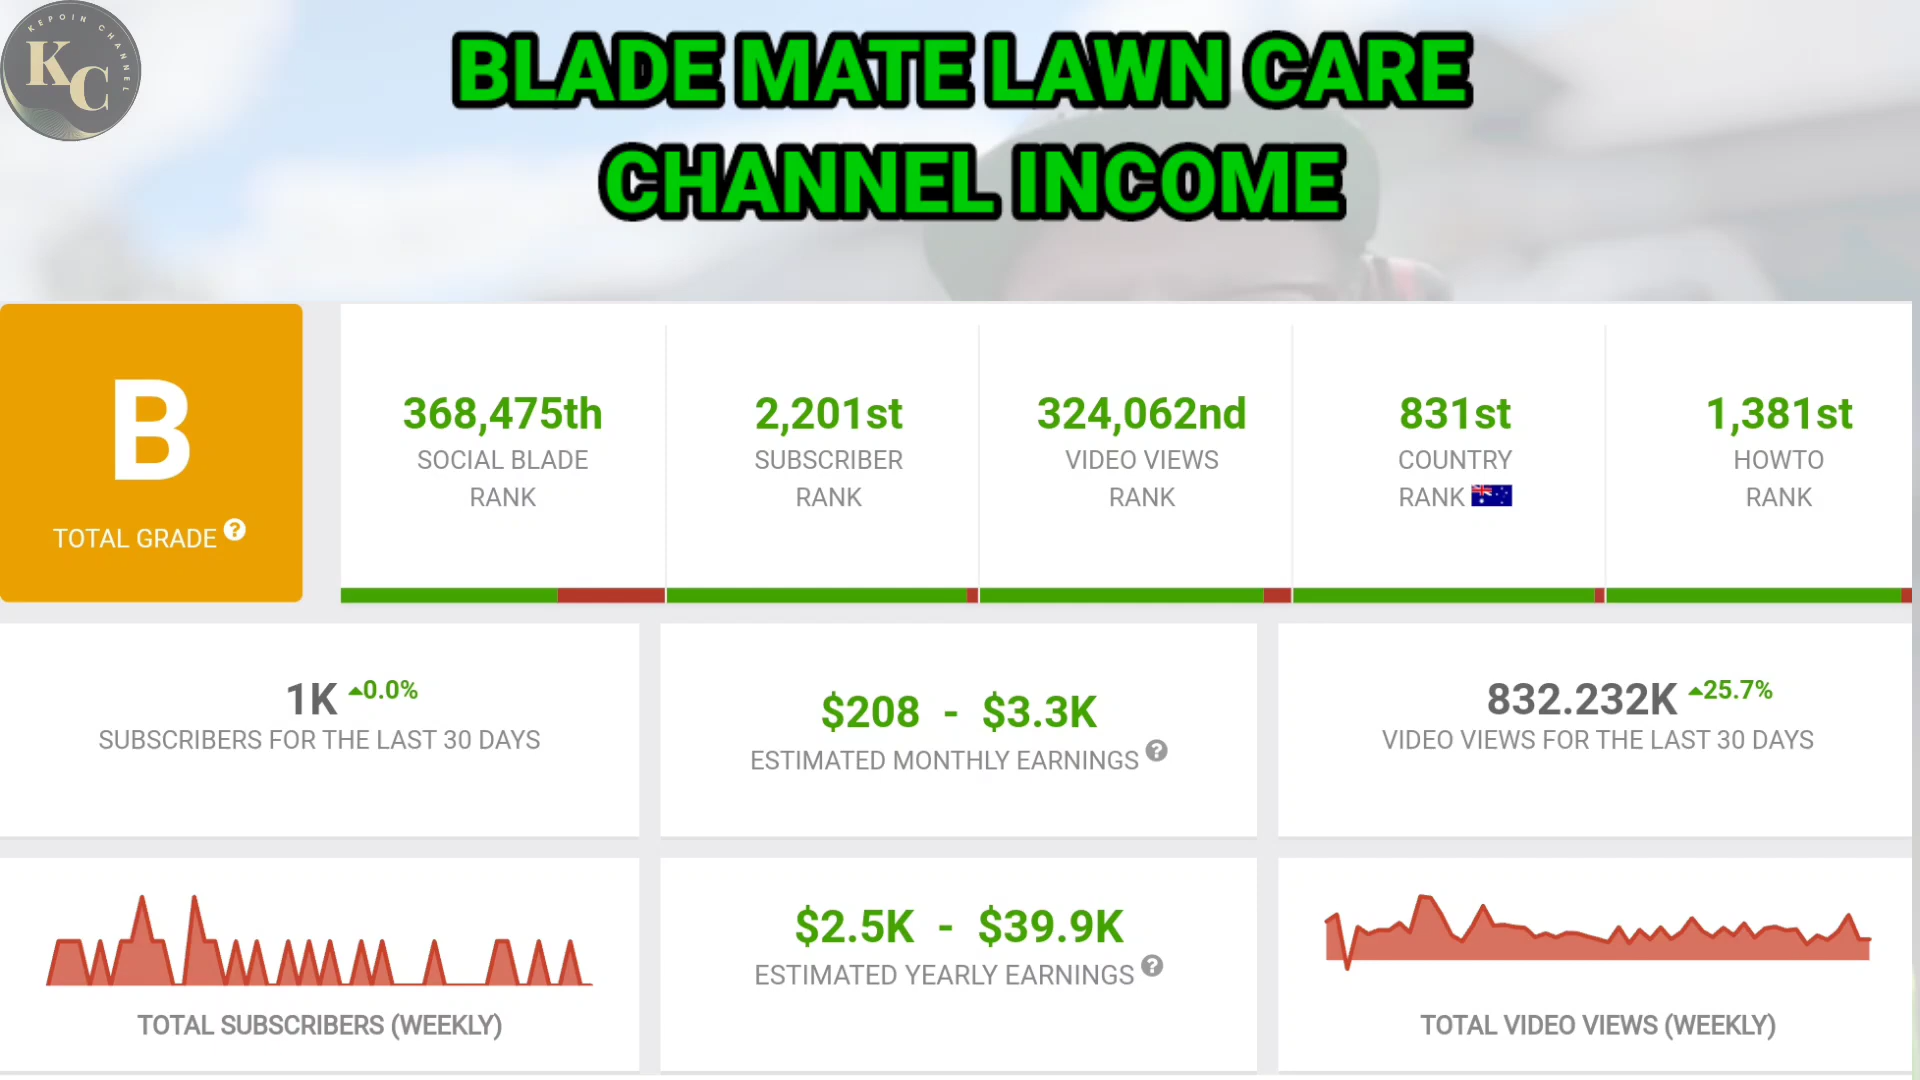 KEPOIN CHANNEL
KC
BLADE MATE LAWN CARE
CHANNEL INCOME
B
TOTAL GRADE ?
368,475th
SOCIAL BLADE
RANK
2,201st
SUBSCRIBER
RANK
324,062nd
VIDEO VIEWS
RANK
831st
COUNTRY
RANK
1,381st
HOWTO
RANK
1K 0.0%
SUBSCRIBERS FOR THE LAST 30 DAYS
$208 - $3.3K
ESTIMATED MONTHLY EARNINGS ?
832.232K 25.7%
VIDEO VIEWS FOR THE LAST 30 DAYS
TOTAL SUBSCRIBERS (WEEKLY)
$2.5K - $39.9K
ESTIMATED YEARLY EARNINGS ?
TOTAL VIDEO VIEWS (WEEKLY)